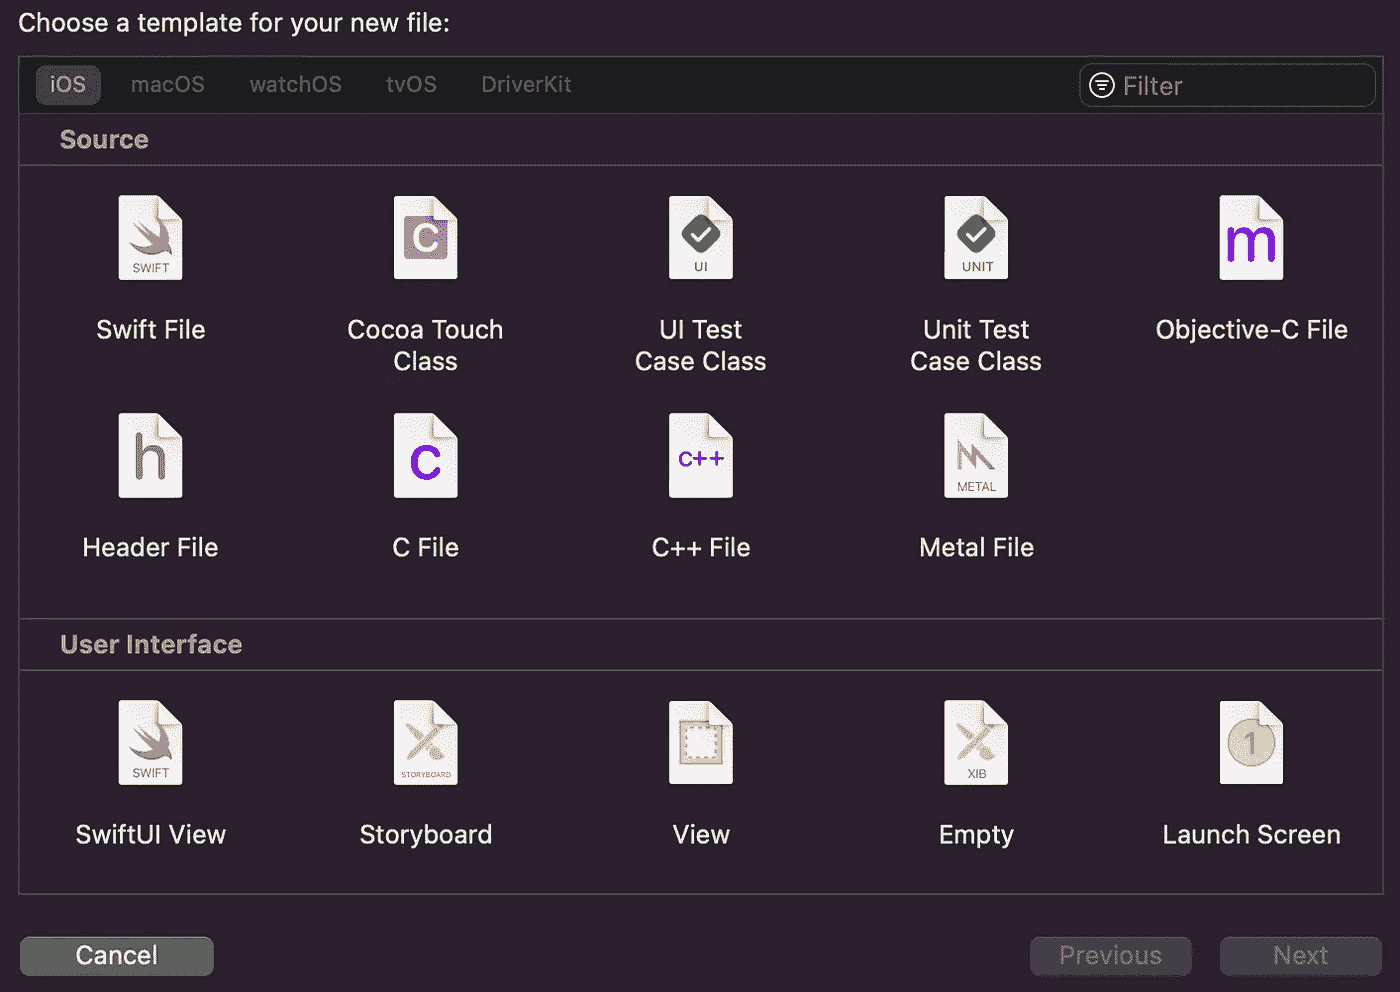 Choose a template for your new file:
iOS macOS watchOS tvOS DriverKit Filter
Source
SWIFT C UI UNIT m
Swift File Cocoa Touch Class UI Test Case Class Unit Test Case Class Objective-C File
h c c++ METAL
Header File C File C++ File Metal File
User Interface
SWIFT STORYBOARD XIB 1
SwiftUI View Storyboard View Empty Launch Screen
Cancel Previous Next